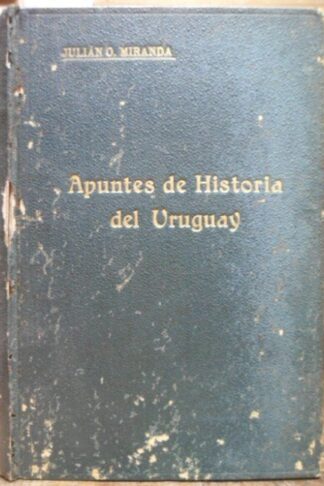 JULIÁN O. MIRANDA
Apuntes de Historia
del Uruguay